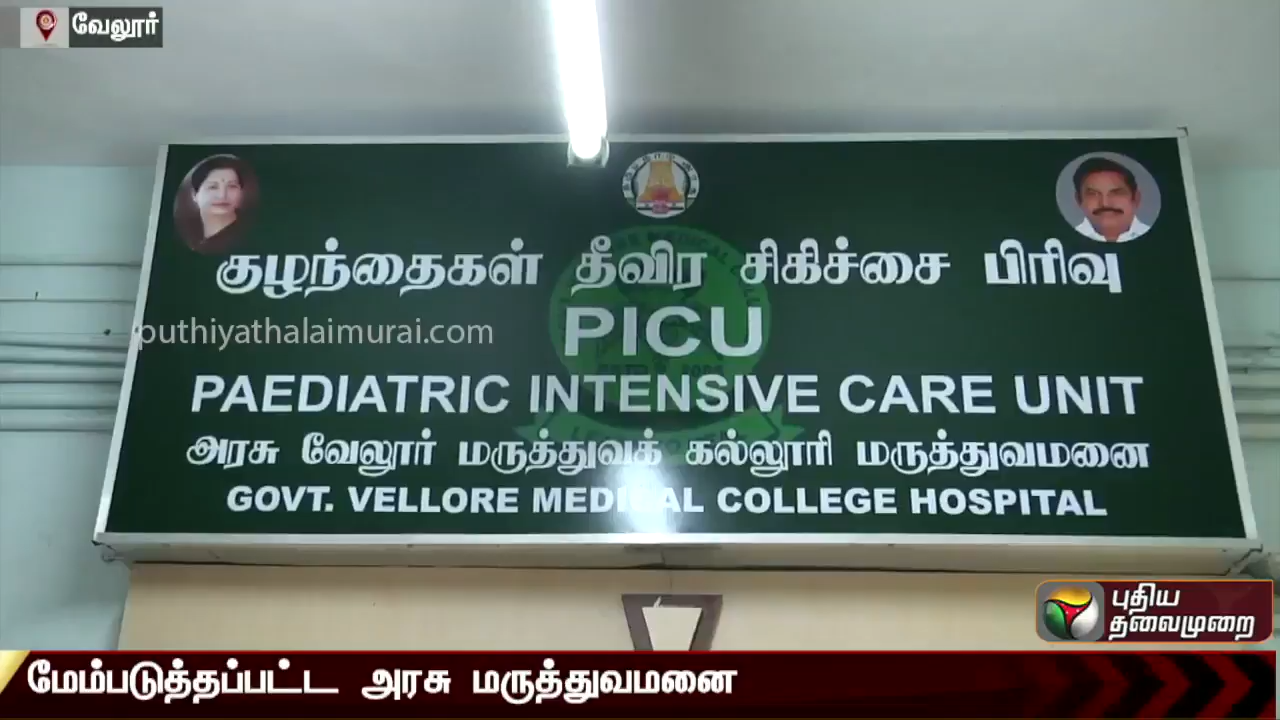 வேலூர்
குழந்தைகள் தீவிர சிகிச்சை பிரிவு
puthiyathalaimurai.com
PICU
PAEDIATRIC INTENSIVE CARE UNIT
அரசு வேலூர் மருத்துவக் கல்லூரி மருத்துவமனை
GOVT. VELLORE MEDICAL COLLEGE HOSPITAL
புதிய
தலைமுறை
மேம்படுத்தப்பட்ட அரசு மருத்துவமனை